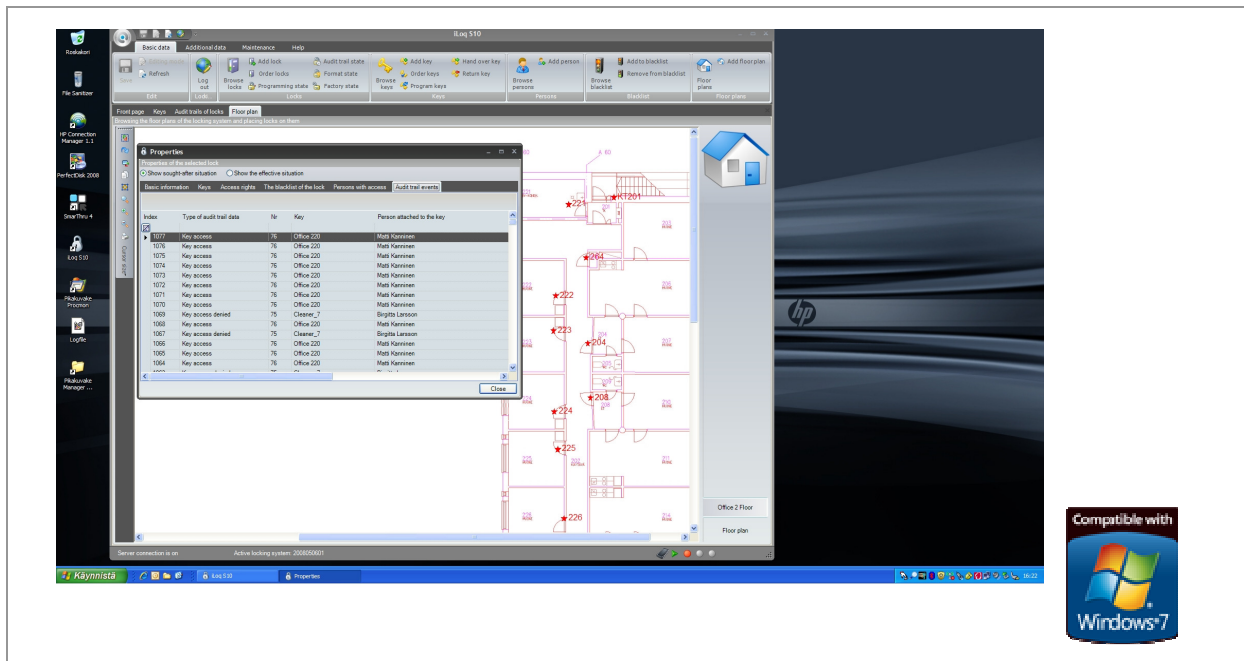 Roskakori
File Sanitizer
HP Connection
Manager 1.1
PerfectDisk 2008
SmarThru 4
iLoq S10
Pikakuvake
Procmon
Logfile
Pikakuvake
Manager ...
iLoq S10
Basic data Additional data Maintenance Help
Save
Refresh
Edit
Log
out
Lods...
Browse
locks
Add lock
Order locks
Programming state
Audit trail state
Format state
Factory state
Locks
Browse
keys
Add key
Order keys
Program keys
Hand over key
Return key
Keys
Browse
persons
Add person
Persons
Browse
blacklist
Add to blacklist
Remove from blacklist
Blacklist
Floor
plans
Add floor plan
Floor plans
Front page Keys Audit trails of locks Floor plan
Browsing the floor plans of the locking system and placing locks on them
Properties
Properties of the selected lock
Show sought-after situation Show the effective situation
Basic information Keys Access rights The blacklist of the lock Persons with access Audit trail events
Index Type of audit trail data Nr Key Person attached to the key
1077 Key access 76 Office 220 Matti Kanninen
1076 Key access 76 Office 220 Matti Kanninen
1075 Key access 76 Office 220 Matti Kanninen
1074 Key access 76 Office 220 Matti Kanninen
1073 Key access 76 Office 220 Matti Kanninen
1072 Key access 76 Office 220 Matti Kanninen
1071 Key access 76 Office 220 Matti Kanninen
1070 Key access 76 Office 220 Matti Kanninen
1069 Key access denied 75 Cleaner_7 Birgitta Larsson
1068 Key access 76 Office 220 Matti Kanninen
1067 Key access denied 75 Cleaner_7 Birgitta Larsson
1066 Key access 76 Office 220 Matti Kanninen
1065 Key access 76 Office 220 Matti Kanninen
1064 Key access 76 Office 220 Matti Kanninen
Close
Cursor size:
A 60
221
KT201
264
222
223
204
208
224
225
226
Office 2 Floor
Floor plan
Server connection is on Active locking system: 2008050601
Käynnistä
iLoq S10
Properties
16:22
hp
Compatible with
Windows 7